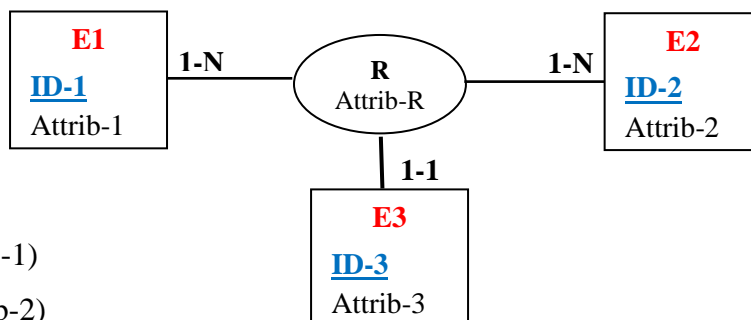 E1
ID-1
Attrib-1
1-N
R
Attrib-R
1-N
E2
ID-2
Attrib-2
1-1
E3
ID-3
Attrib-3
-1)
b-2)